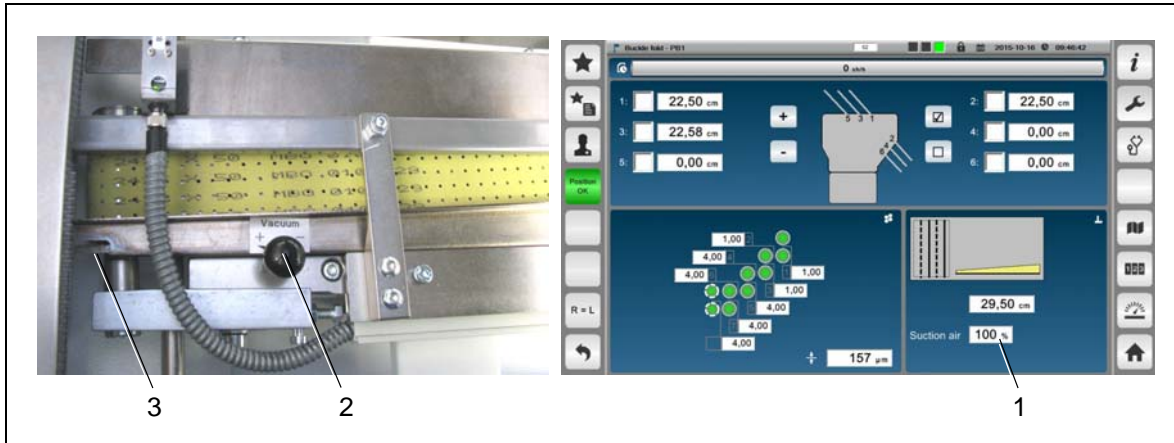 Vacuum
+ -
3
2
Buckle fold - PB1
52
2015-10-16 09:46:42
0 sh/h
1: 22,50 cm
3: 22,58 cm
5: 0,00 cm
+
-
5 3 1
2
4
6
2: 22,50 cm
4: 0,00 cm
6: 0,00 cm
Position OK
R = L
1,00
4,00
4,00
1,00
1,00
4,00
4,00
4,00
157 µm
29,50 cm
Suction air 100 %
i
123
1